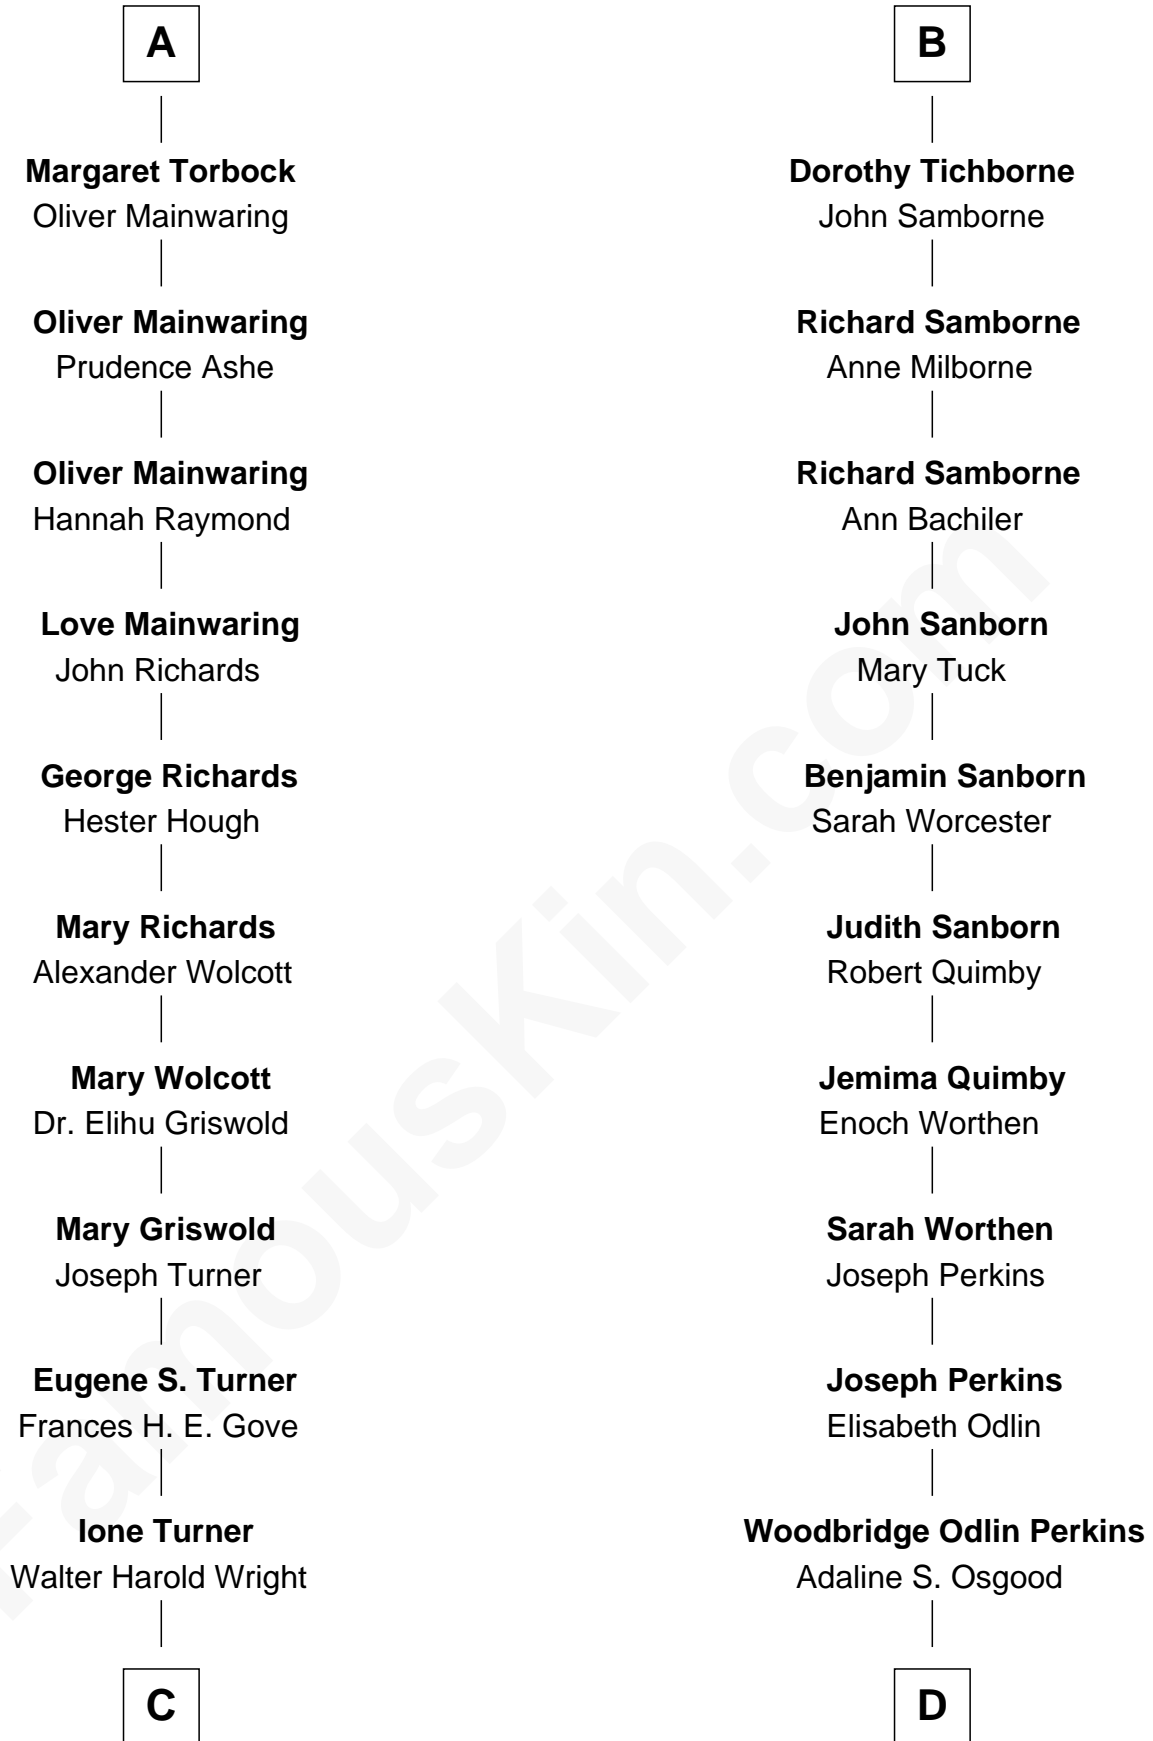 A
Margaret Torbock
Oliver Mainwaring
Oliver Mainwaring
Prudence Ashe
Oliver Mainwaring
Hannah Raymond
Love Mainwaring
John Richards
George Richards
Hester Hough
Mary Richards
Alexander Wolcott
Mary Wolcott
Dr. Elihu Griswold
Mary Griswold
Joseph Turner
Eugene S. Turner
Frances H. E. Gove
Ione Turner
Walter Harold Wright
C
B
Dorothy Tichborne
John Samborne
Richard Samborne
Anne Milborne
Richard Samborne
Ann Bachiler
John Sanborn
Mary Tuck
Benjamin Sanborn
Sarah Worcester
Judith Sanborn
Robert Quimby
Jemima Quimby
Enoch Worthen
Sarah Worthen
Joseph Perkins
Joseph Perkins
Elisabeth Odlin
Woodbridge Odlin Perkins
Adaline S. Osgood
D
FamousKin.com